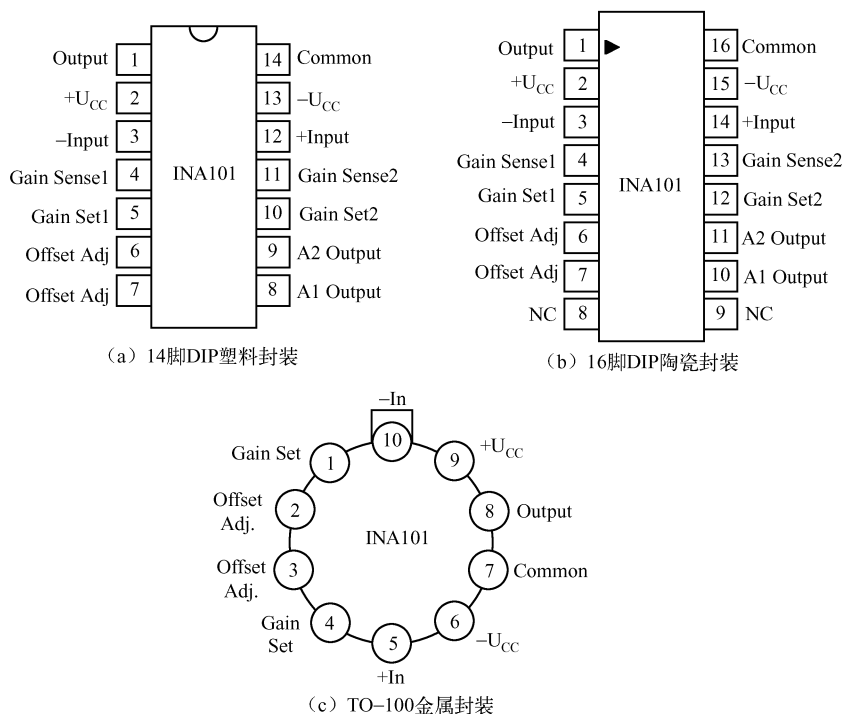 Output 1 14 Common
+UCC 2 13 −UCC
−Input 3 12 +Input
Gain Sense1 4 INA101 11 Gain Sense2
Gain Set1 5 10 Gain Set2
Offset Adj 6 9 A2 Output
Offset Adj 7 8 A1 Output
(a)14脚DIP塑料封装
Output 1 16 Common
+UCC 2 15 −UCC
−Input 3 14 +Input
Gain Sense1 4 13 Gain Sense2
Gain Set1 5 INA101 12 Gain Set2
Offset Adj 6 11 A2 Output
Offset Adj 7 10 A1 Output
NC 8 9 NC
(b)16脚DIP陶瓷封装
−In
10
Gain Set 1 9 +UCC
Offset
Adj. 2 8 Output
INA101
Offset
Adj. 3 7 Common
Gain
Set 4 6 −UCC
5
+In
(c)TO−100金属封装